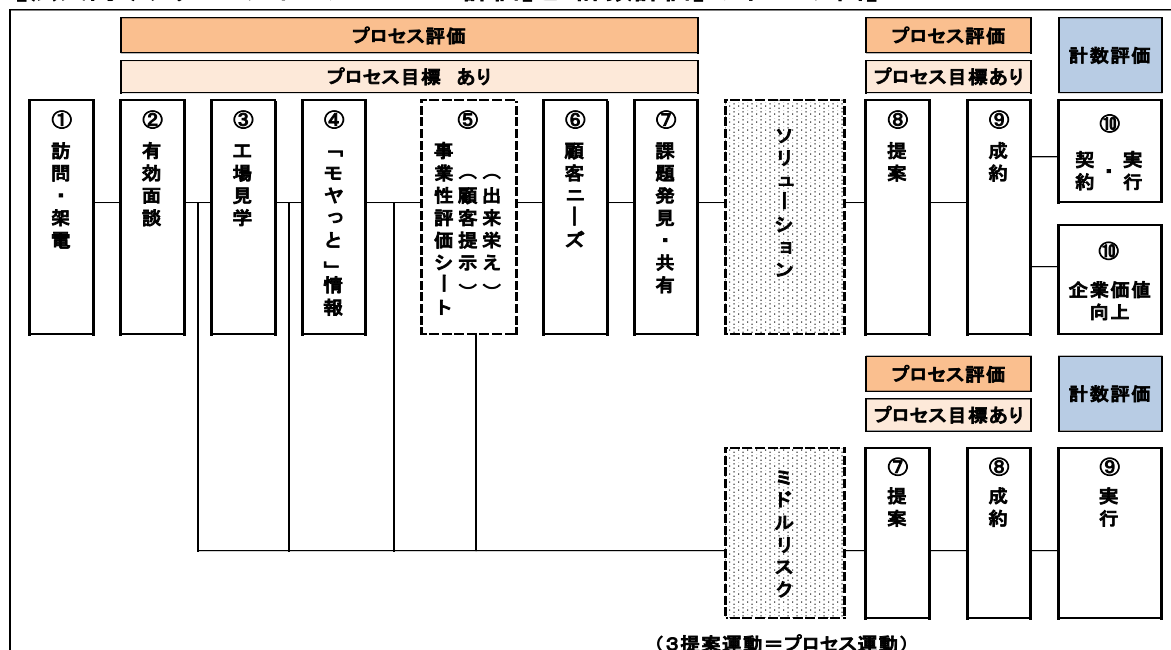 プロセス評価
プロセス評価
計数評価
プロセス目標 あり
プロセス目標あり
①
訪問・架電
②
有効面談
③
工場見学
④
「モヤっと」情報
⑤
(出来栄え)
(顧客提示)
事業性評価シート
⑥
顧客ニーズ
⑦
課題発見・共有
ソリューション
⑧
提案
⑨
成約
⑩
契約・実行
⑩
企業価値
向上
プロセス評価
計数評価
プロセス目標あり
ミドルリスク
⑦
提案
⑧
成約
⑨
実行
(3提案運動=プロセス運動)